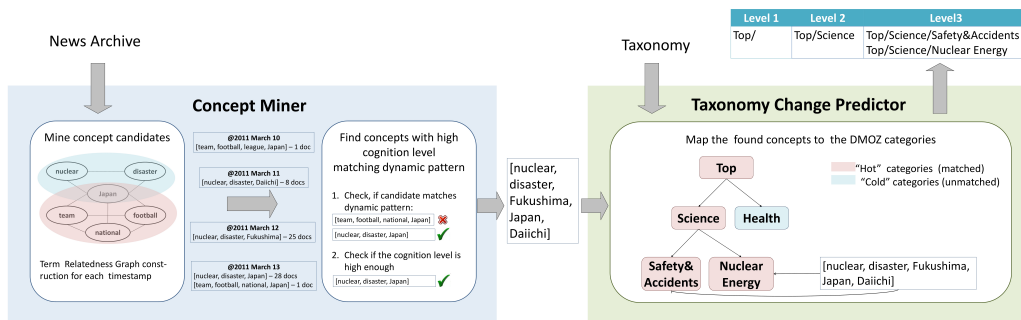 News Archive
Concept Miner
Mine concept candidates
nuclear
disaster
Japan
team
football
national
Term Relatedness Graph const-
ruction for each timestamp
@2011 March 10
[team, football, league, Japan] – 1 doc
@2011 March 11
[nuclear, disaster, Daiichi] – 8 docs
@2011 March 12
[nuclear, disaster, Fukushima] – 25 docs
@2011 March 13
[nuclear, disaster, Japan] – 28 docs
[team, football, national, Japan] – 1 doc
Find concepts with high
cognition level
matching dynamic pattern
1. Check, if candidate matches
dynamic pattern:
[team, football, national, Japan]
[nuclear, disaster, Japan]
2. Check if the cognition level is
high enough
[nuclear, disaster, Japan]
[nuclear,
disaster,
Fukushima,
Japan,
Daiichi]
Taxonomy
Level 1 Level 2 Level3
Top/ Top/Science Top/Science/Safety&Accidents
Top/Science/Nuclear Energy
Taxonomy Change Predictor
Map the found concepts to the DMOZ categories
"Hot" categories (matched)
"Cold" categories (unmatched)
Top
Science
Health
Safety&
Accidents
Nuclear
Energy
[nuclear, disaster, Fukushima,
Japan, Daiichi]